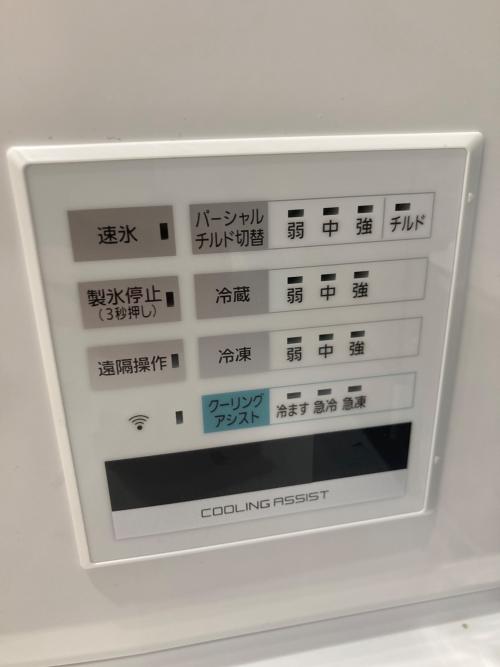 速氷
パーシャル
チルド切替
弱 中 強 チルド
製氷停止
(3秒押し)
冷蔵
弱 中 強
遠隔操作
冷凍
弱 中 強
クーリング
アシスト
冷ます 急冷 急凍
COOLING ASSIST